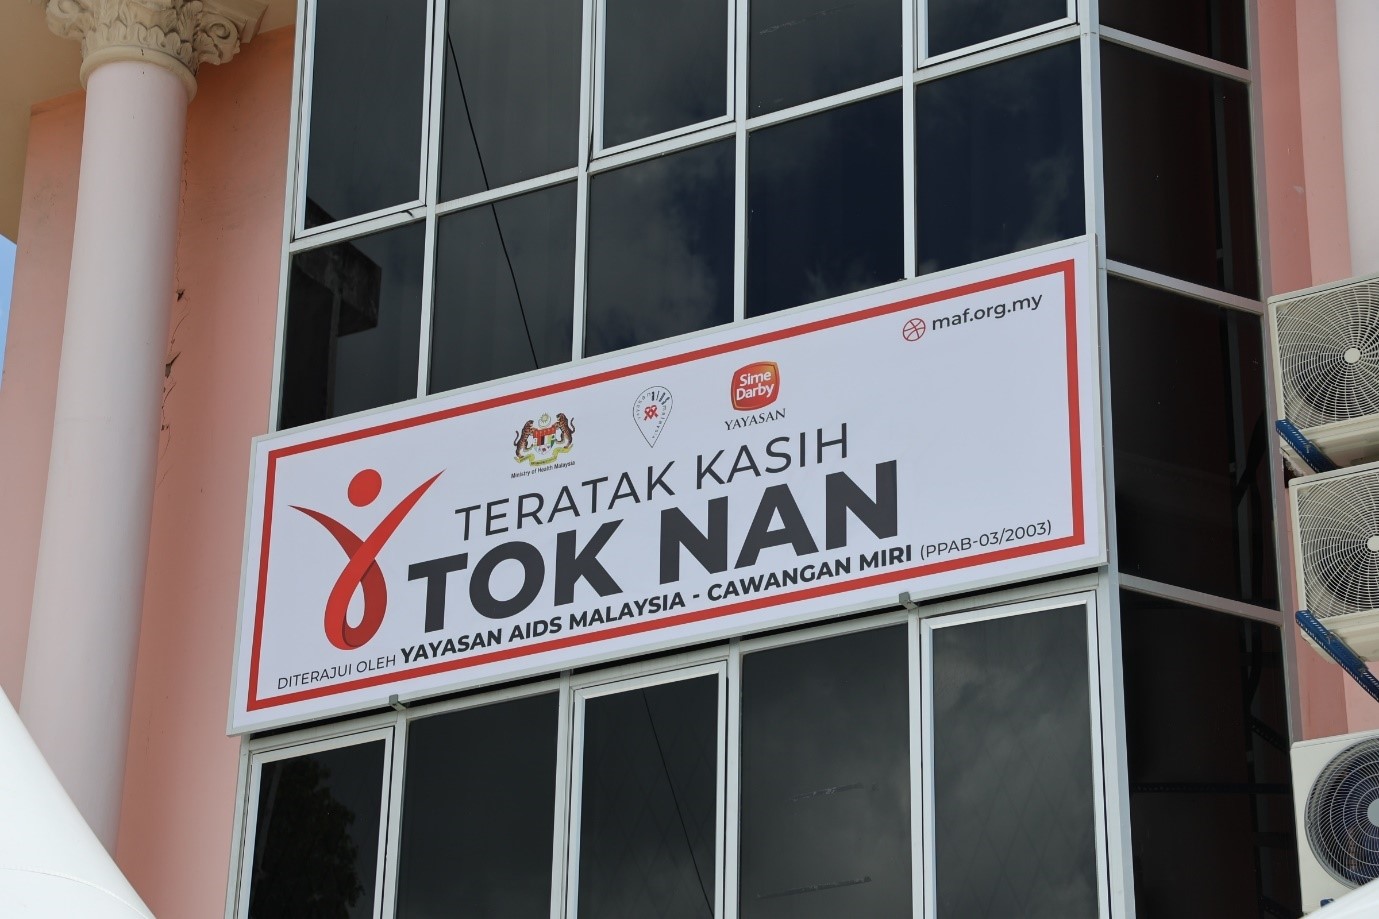 maf.org.my
Sime
Darby
YAYASAN
Ministry of Health Malaysia
TERATAK KASIH
TOK NAN
DITERAJUI OLEH YAYASAN AIDS MALAYSIA - CAWANGAN MIRI (PPAB-03/2003)